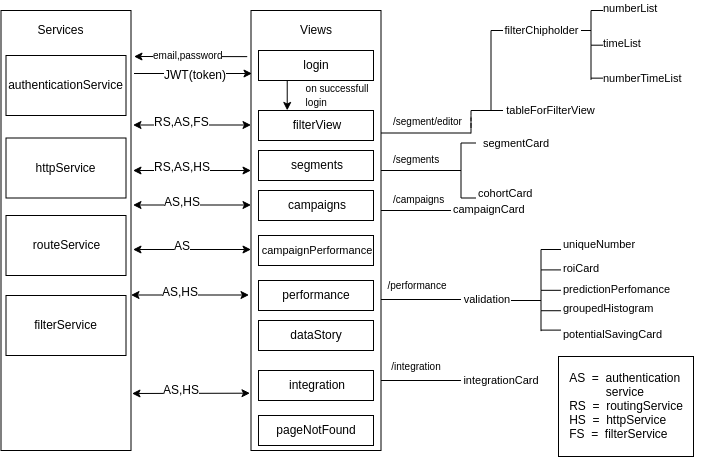 Services
Views
authenticationService
httpService
routeService
filterService
email,password
JWT(token)
RS,AS,FS
RS,AS,HS
AS,HS
AS
AS,HS
AS,HS
login
on successfull
login
filterView
segments
campaigns
campaignPerformance
performance
dataStory
integration
pageNotFound
/segment/editor
/segments
/campaigns
/performance
/integration
filterChipholder
numberList
timeList
numberTimeList
tableForFilterView
segmentCard
cohortCard
campaignCard
validation
uniqueNumber
roiCard
predictionPerfomance
groupedHistogram
potentialSavingCard
integrationCard
AS = authentication
service
RS = routingService
HS = httpService
FS = filterService